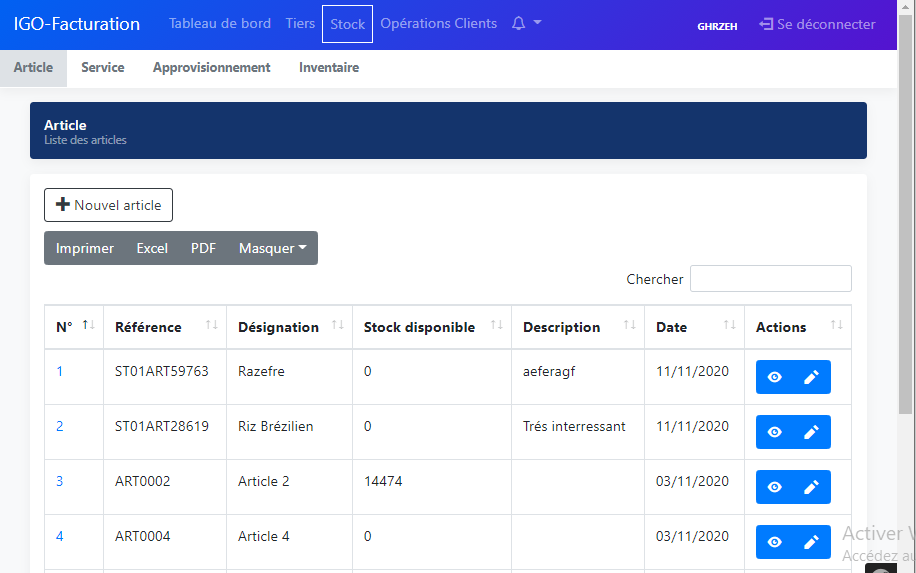 IGO-Facturation Tableau de bord Tiers Stock Opérations Clients GHRZEH Se déconnecter
Article Service Approvisionnement Inventaire
Article
Liste des articles
Nouvel article
Imprimer Excel PDF Masquer
Chercher
N° Référence Désignation Stock disponible Description Date Actions
1 ST01ART59763 Razefre 0 aeferagf 11/11/2020
2 ST01ART28619 Riz Brézilien 0 Trés interressant 11/11/2020
3 ART0002 Article 2 14474 03/11/2020
4 ART0004 Article 4 0 03/11/2020
Activer W
Accédez au